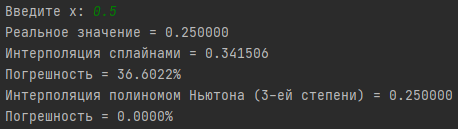 Введите x: 0.5
Реальное значение = 0.250000
Интерполяция сплайнами = 0.341506
Погрешность = 36.6022%
Интерполяция полиномом Ньютона (3-ей степени) = 0.250000
Погрешность = 0.0000%